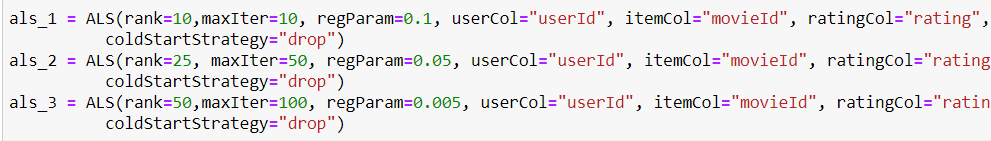 als_1 = ALS(rank=10,maxIter=10, regParam=0.1, userCol="userId", itemCol="movieId", ratingCol="rating",
coldStartStrategy="drop")
als_2 = ALS(rank=25, maxIter=50, regParam=0.05, userCol="userId", itemCol="movieId", ratingCol="rating
coldStartStrategy="drop")
als_3 = ALS(rank=50,maxIter=100, regParam=0.005, userCol="userId", itemCol="movieId", ratingCol="ratin
coldStartStrategy="drop")